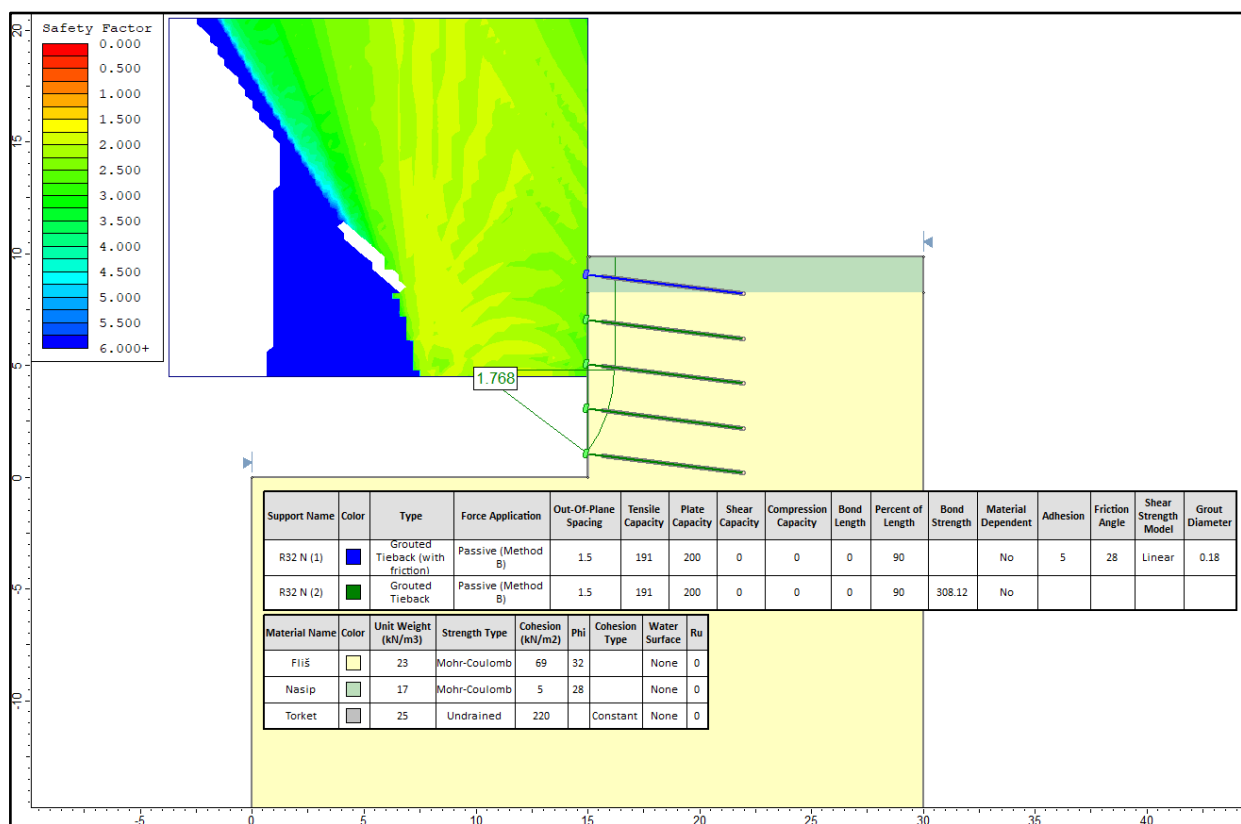 Safety Factor
0.000
0.500
1.000
1.500
2.000
2.500
3.000
3.500
4.000
4.500
5.000
5.500
6.000+
20
15
10
5
0
-5
-10
1.768
Support Name Color Type Force Application Out-Of-Plane Spacing Tensile Capacity Plate Capacity Shear Capacity Compression Capacity Bond Length Percent of Length Bond Strength Material Dependent Adhesion Friction Angle Shear Strength Model Grout Diameter
R32 N (1) Grouted Tieback (with friction) Passive (Method B) 1.5 191 200 0 0 0 90 No 5 28 Linear 0.18
R32 N (2) Grouted Tieback Passive (Method B) 1.5 191 200 0 0 0 90 308.12 No
Material Name Color Unit Weight (kN/m3) Strength Type Cohesion (kN/m2) Phi Cohesion Type Water Surface Ru
Fliš 23 Mohr-Coulomb 69 32 None 0
Nasip 17 Mohr-Coulomb 5 28 None 0
Torket 25 Undrained 220 Constant None 0
-5 0 5 10 15 20 25 30 35 40